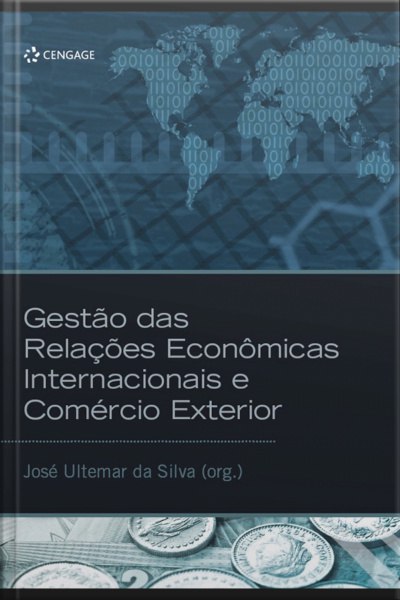 CENGAGE
Gestão das
Relações Econômicas
Internacionais e
Comércio Exterior
José Ultemar da Silva (org.)